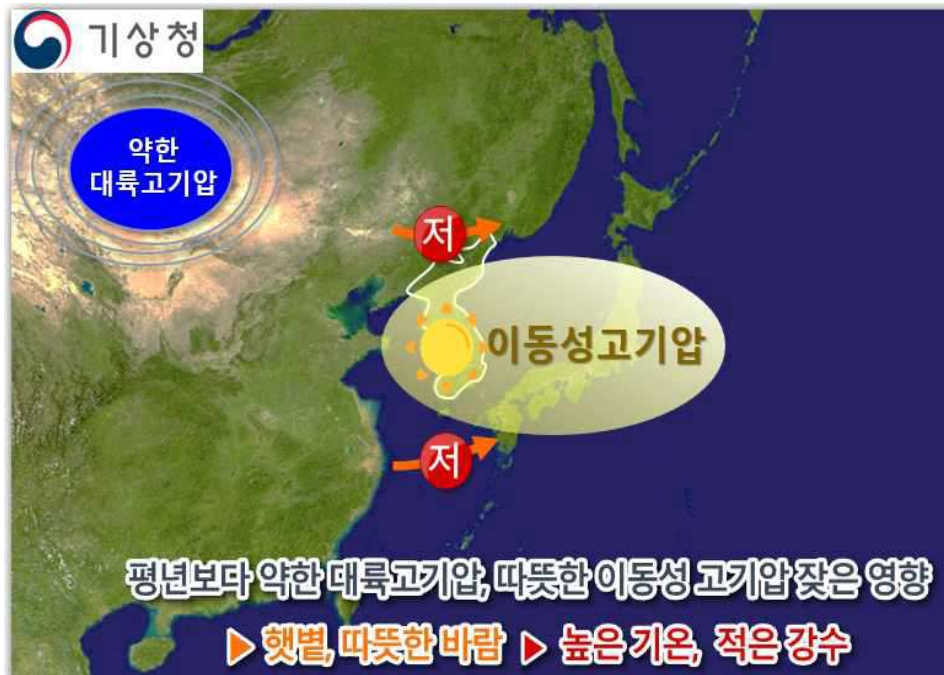 기상청
약한
대륙고기압
저
이동성고기압
저
평년보다 약한 대륙고기압, 따뜻한 이동성 고기압 잦은 영향
▶ 햇볕, 따뜻한 바람 ▶ 높은 기온, 적은 강수